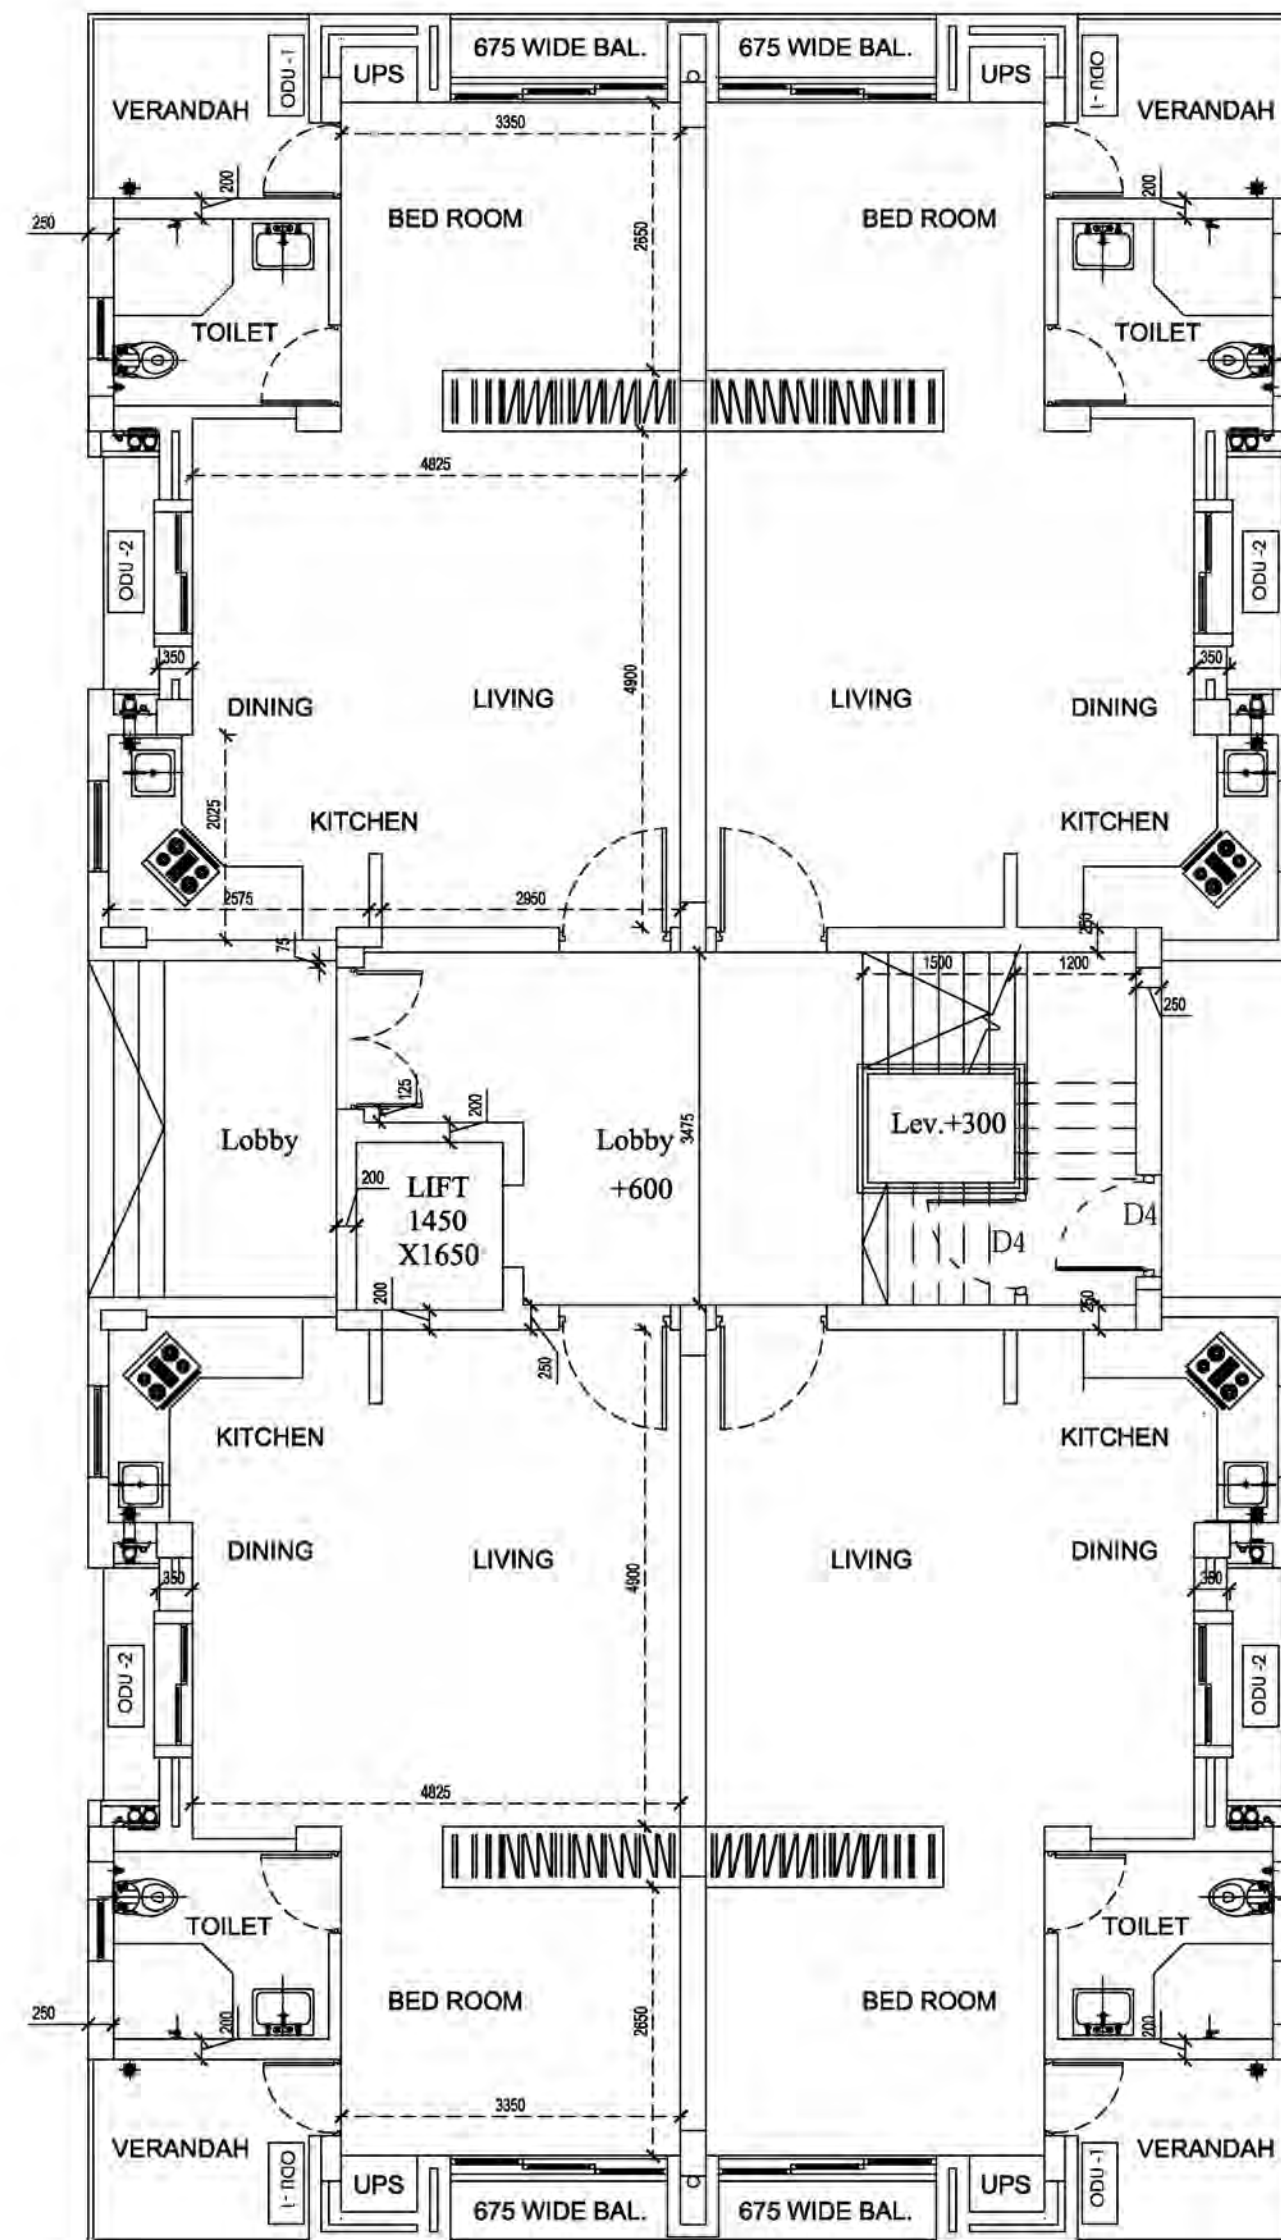 675 WIDE BAL.
675 WIDE BAL.
ODU -1
UPS
UPS
ODU -1
VERANDAH
VERANDAH
3350
200
200
250
BED ROOM
BED ROOM
2650
TOILET
TOILET
4825
ODU -2
ODU -2
350
350
4900
DINING
LIVING
LIVING
DINING
2025
KITCHEN
KITCHEN
2575
2950
250
75
1500
1200
250
125
200
Lobby
Lobby
+600
3475
Lev.+300
200
LIFT
1450
X1650
D4
D4
200
250
250
KITCHEN
KITCHEN
DINING
LIVING
LIVING
DINING
350
4900
350
ODU -2
ODU -2
4825
TOILET
TOILET
BED ROOM
BED ROOM
250
200
2650
200
3350
VERANDAH
VERANDAH
ODU -1
UPS
UPS
ODU -1
675 WIDE BAL.
675 WIDE BAL.